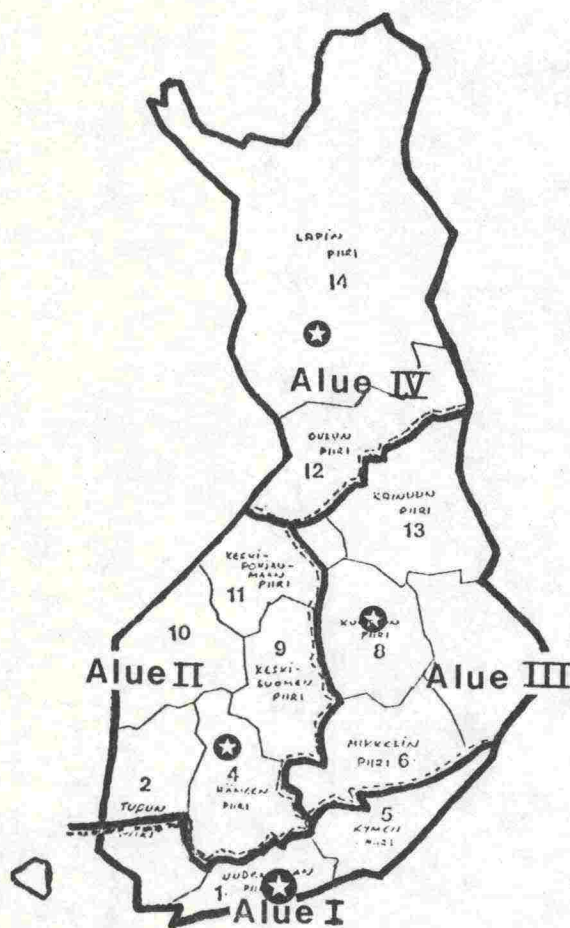 LAPIN
PIIRI
14
Alue IV
OULUN
PIIRI
12
KAINUUN
PIIRI
13
KESKI-
POHJAN-
MAAN
PIIRI
11
10
9
KESKI-
SUOMEN
PIIRI
PIIRI
8
Alue II
Alue III
MIKKELIN
PIIRI 6
2
TURUN
PIIRI
4
HÄMEEN
PIIRI
5
KYMEN
PIIRI
1
Alue I